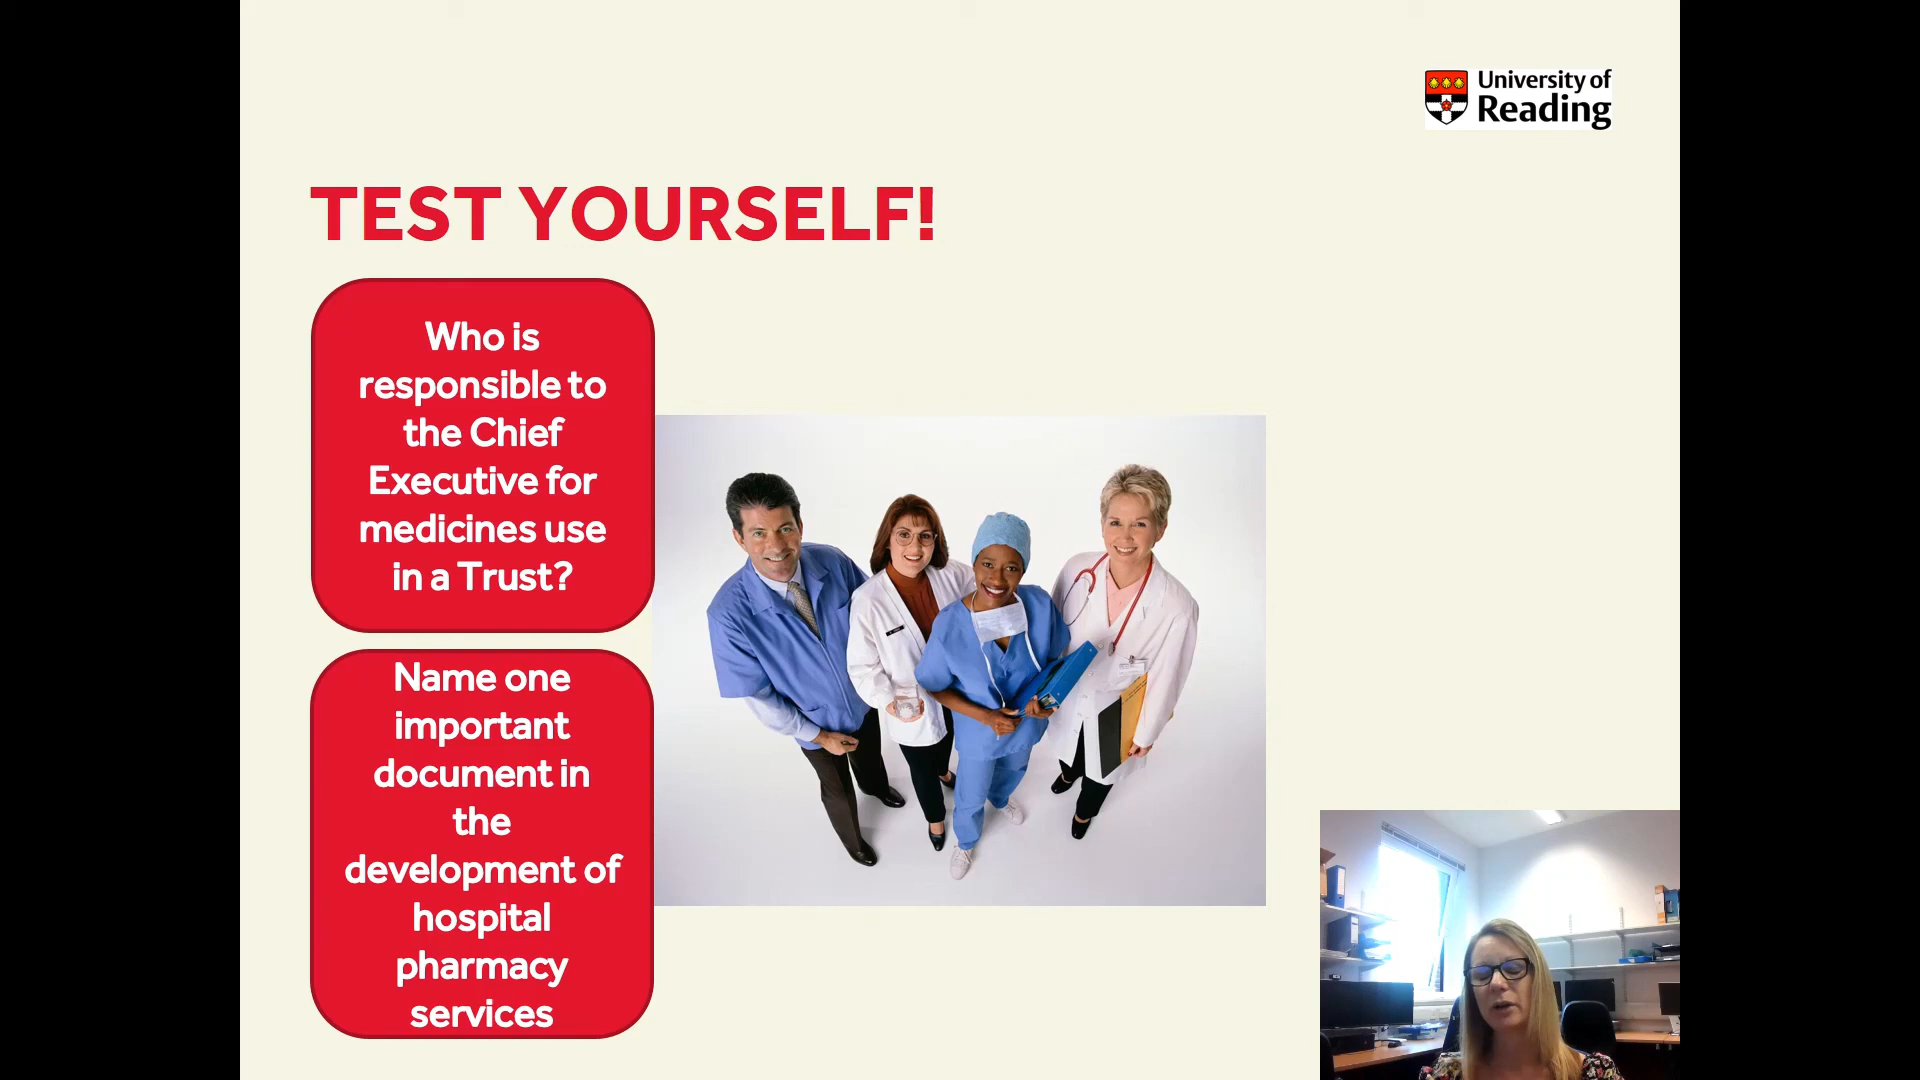 University of
Reading
TEST YOURSELF!
Who is
responsible to
the Chief
Executive for
medicines use
in a Trust?
Name one
important
document in
the
development of
hospital
pharmacy
services